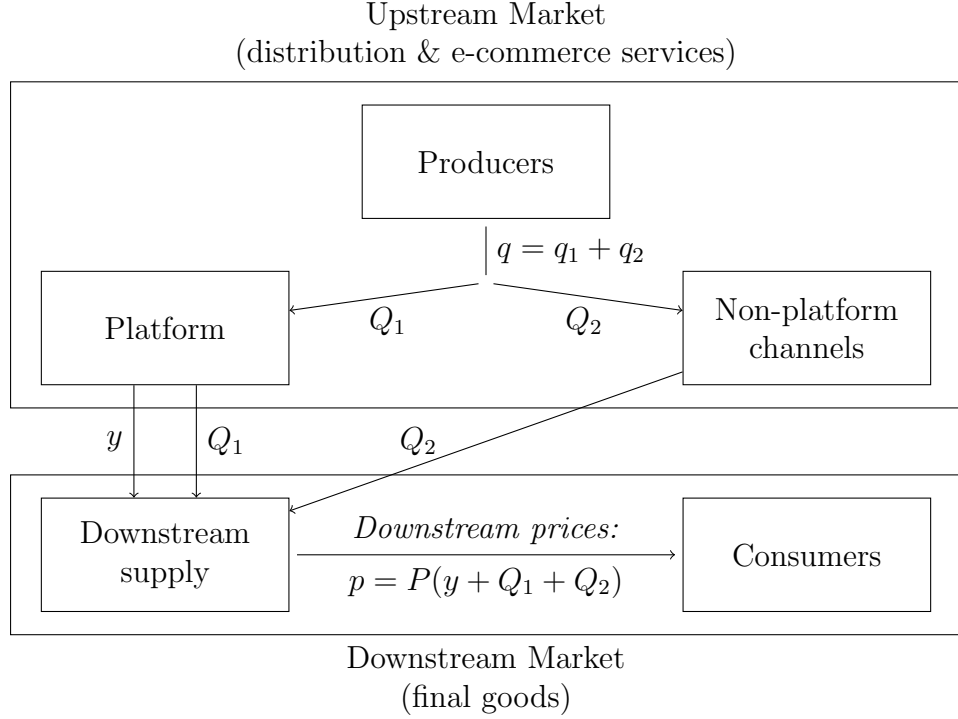 Upstream Market
(distribution & e-commerce services)
Producers
q = q₁ + q₂
Platform
Q₁
Q₂
Non-platform
channels
y
Q₁
Q₂
Downstream
supply
Downstream prices:
p = P(y + Q₁ + Q₂)
Consumers
Downstream Market
(final goods)